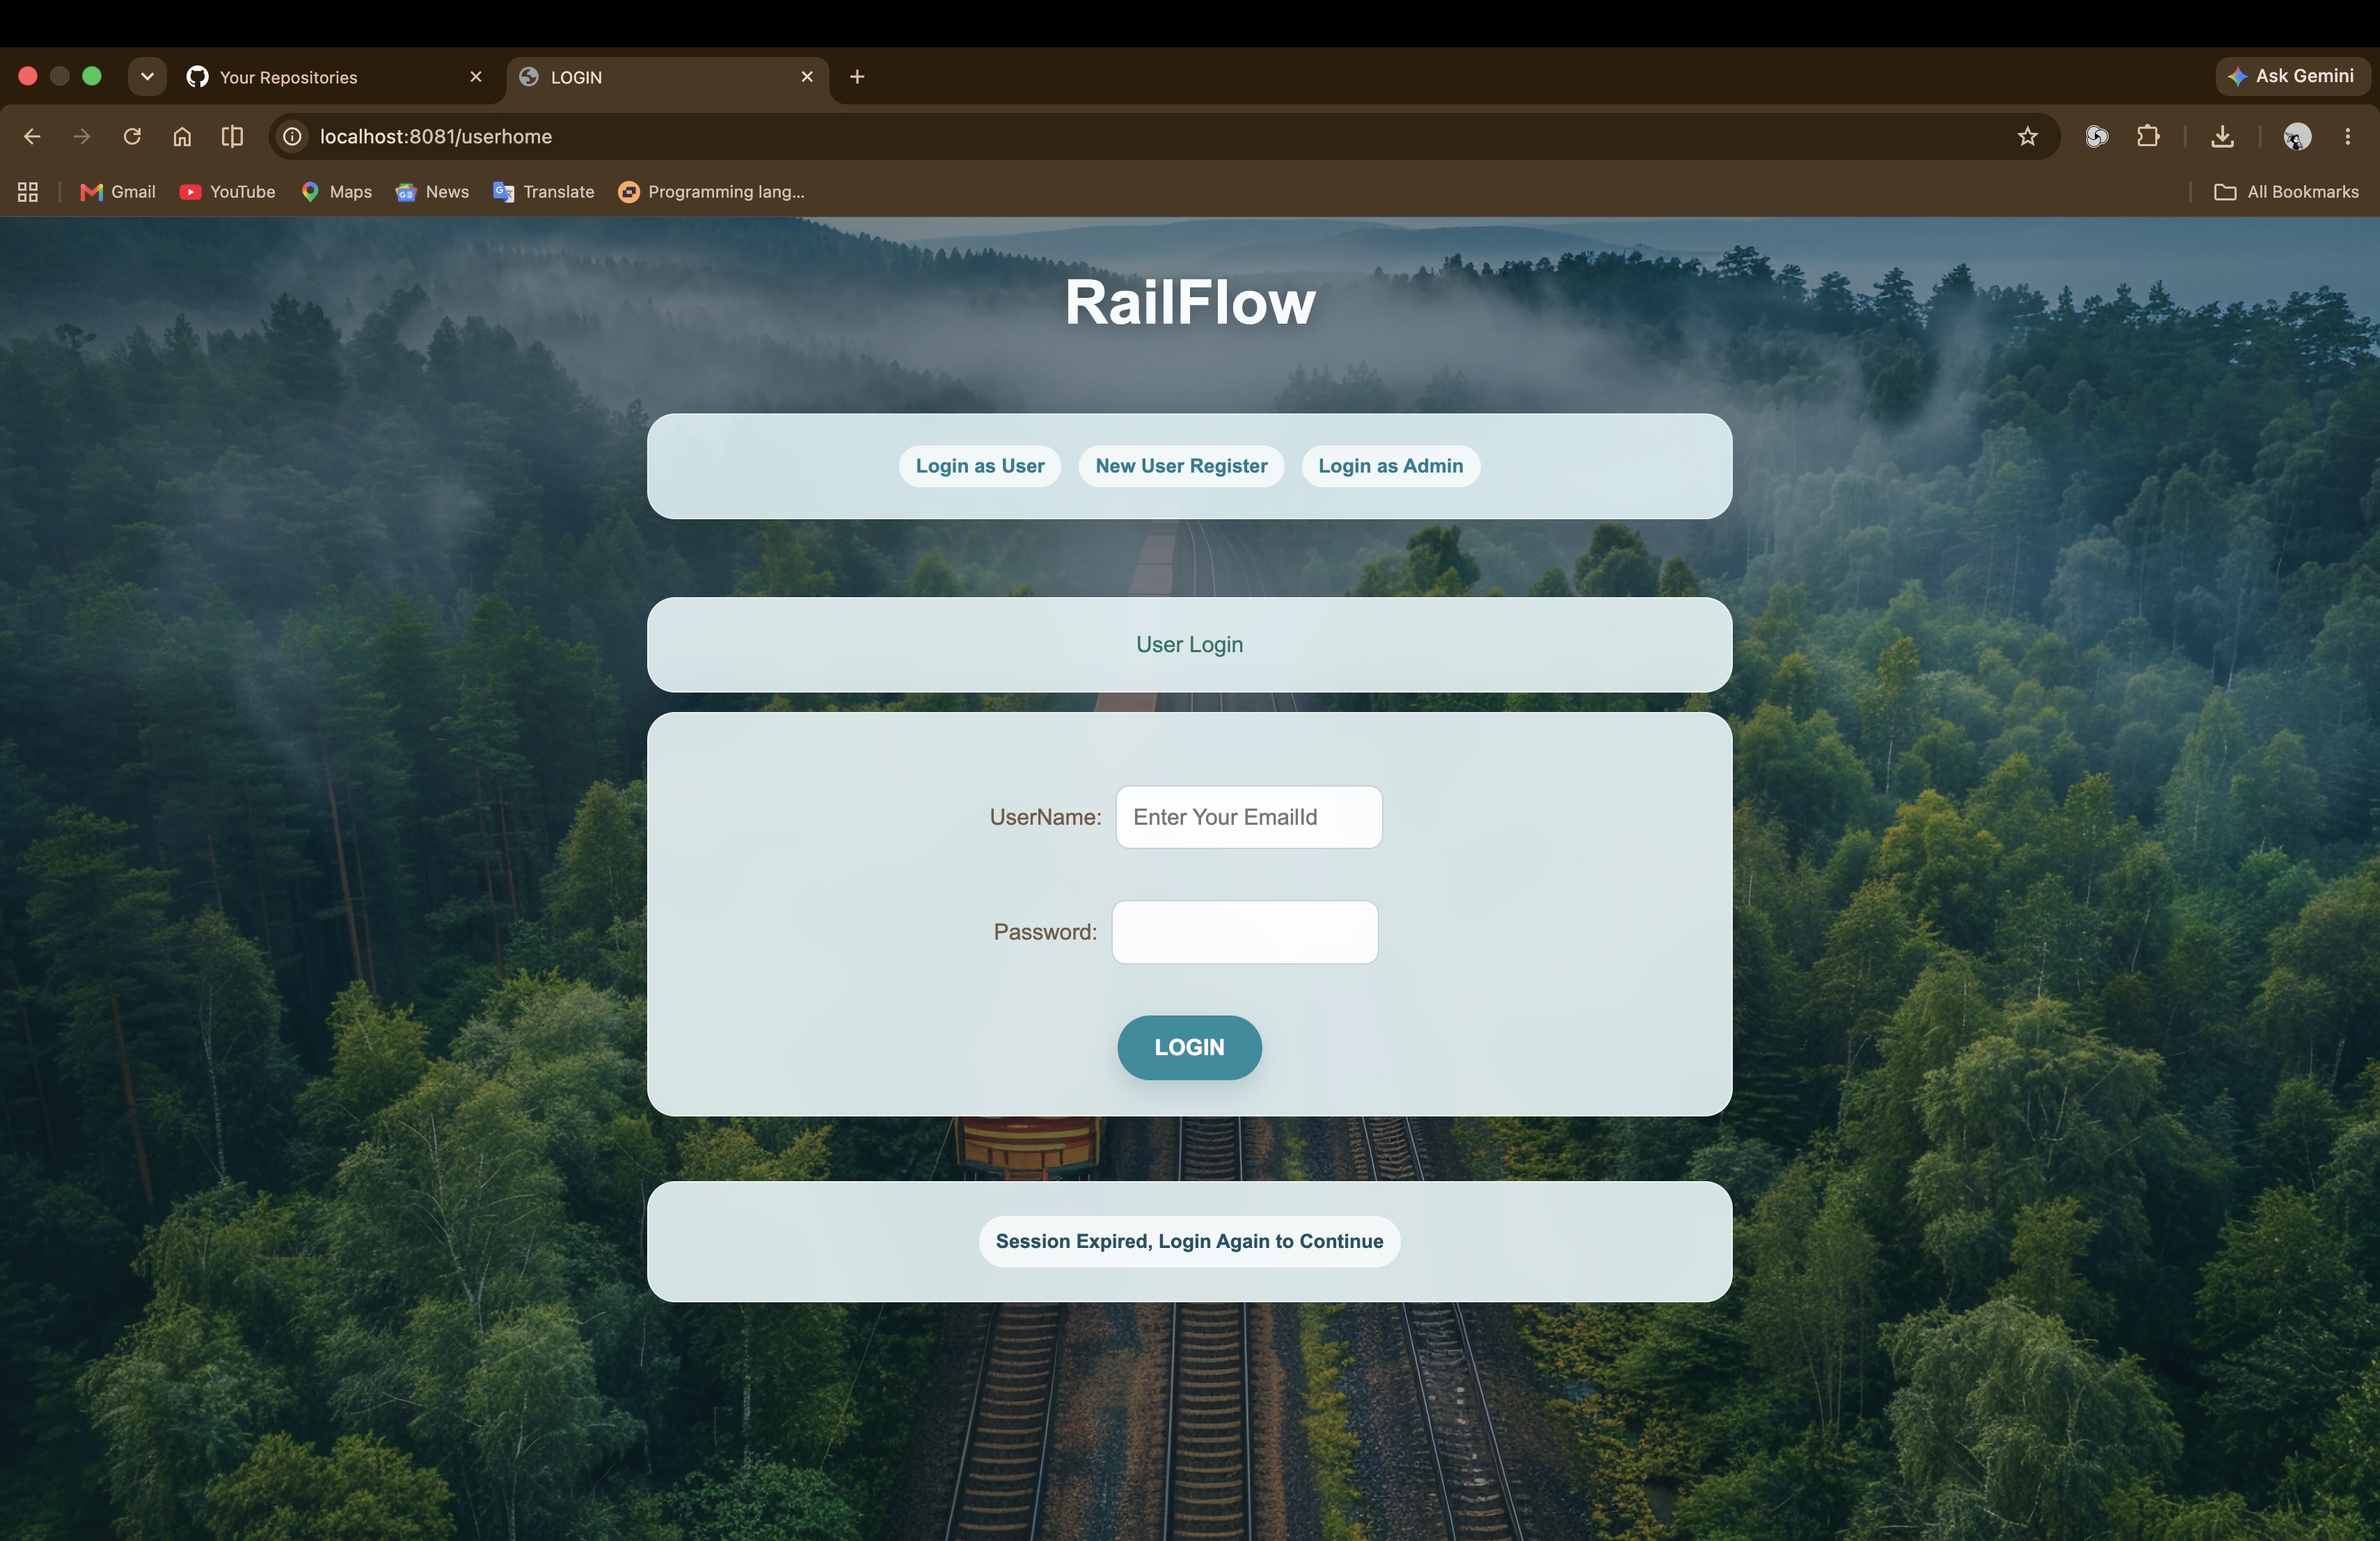 Your Repositories
LOGIN
Ask Gemini
localhost:8081/userhome
Gmail YouTube Maps News Translate Programming lang... All Bookmarks
RailFlow
Login as User New User Register Login as Admin
User Login
UserName: Enter Your EmailId
Password:
LOGIN
Session Expired, Login Again to Continue